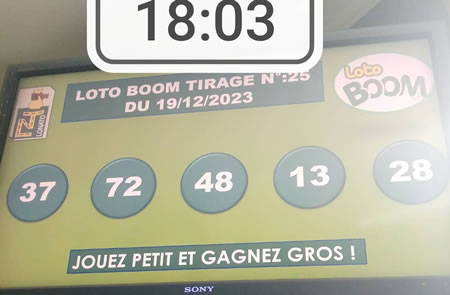 18:03
LOTO BOOM TIRAGE N°:25
DU 19/12/2023
Loto
BOOM
LONATO
37 72 48 13 28
JOUEZ PETIT ET GAGNEZ GROS !
SONY